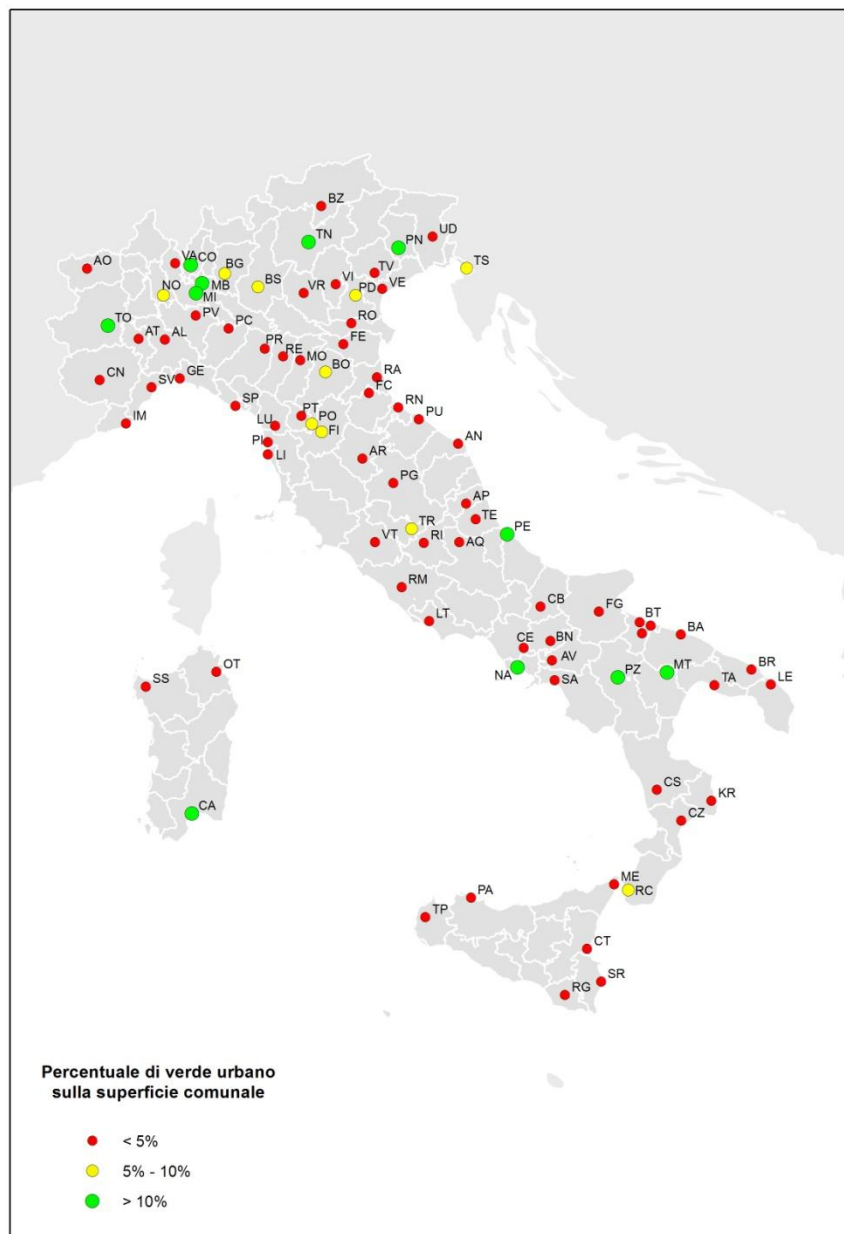 BZ
TN
PN
UD
AO
VA
CO
BG
BS
TV
TS
NO
MB
MI
VR
VI
PD
VE
TO
PV
RO
AT
AL
PC
FE
PR
RE
MO
BO
CN
SV
GE
RA
FC
SP
RN
PU
IM
LU
PT
PO
FI
AN
PI
LI
AR
PG
AP
TE
PE
TR
VT
RI
AQ
RM
LT
CB
FG
BT
BA
CE
BN
AV
NA
SA
PZ
MT
TA
BR
LE
OT
SS
CA
CS
KR
CZ
ME
RC
PA
TP
CT
SR
RG
Percentuale di verde urbano
sulla superficie comunale
< 5%
5% - 10%
> 10%